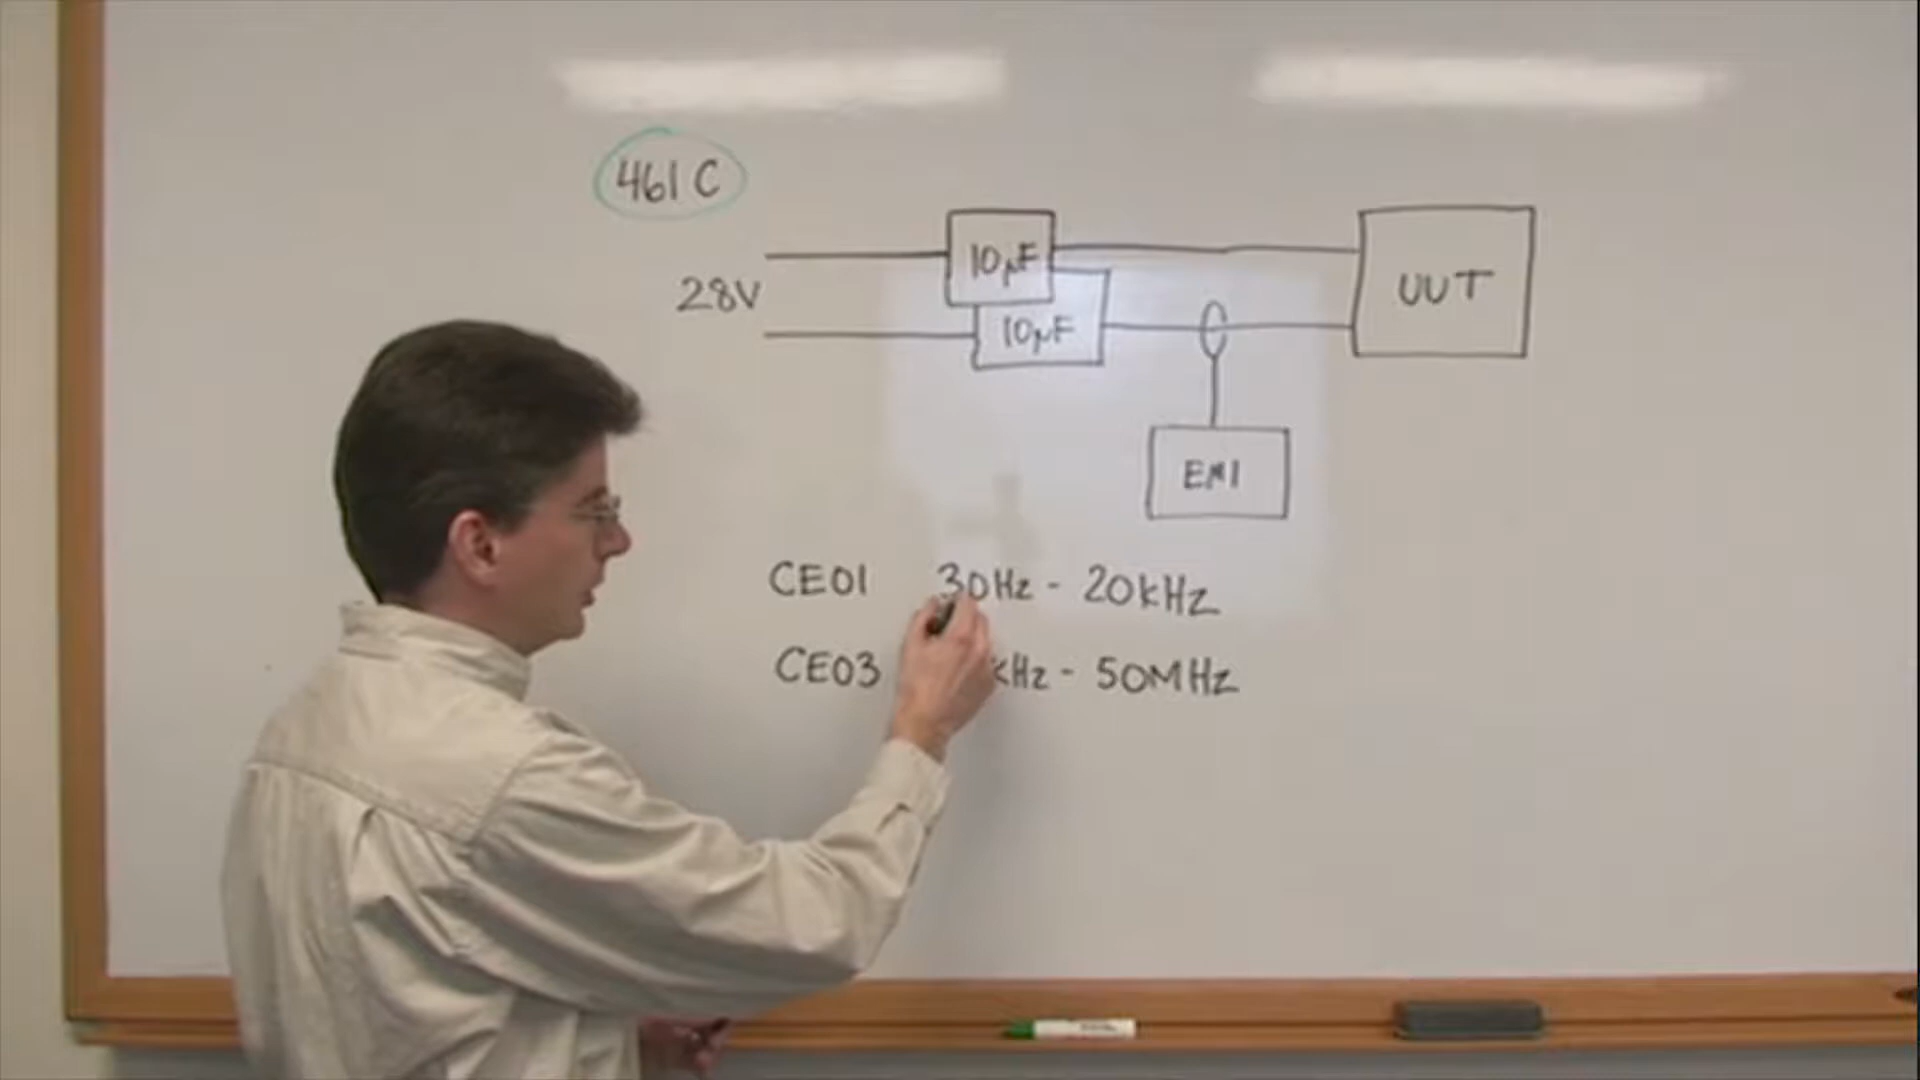 461C
28V
10µF
10µF
UUT
EMI
CE01 30Hz - 20kHz
CE03 kHz - 50MHz